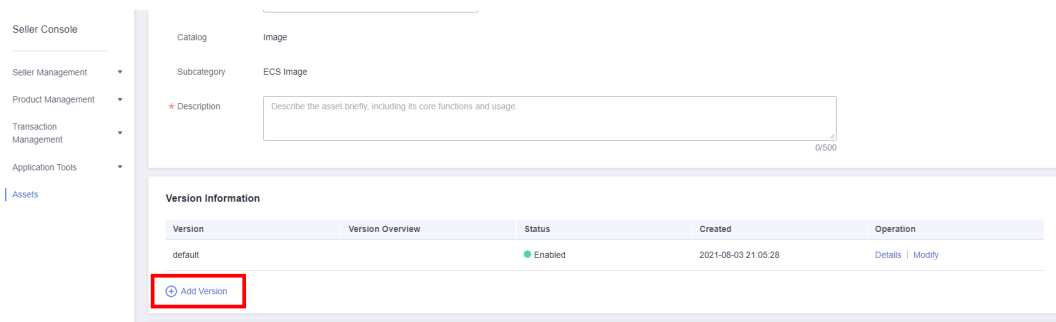 Seller Console
Seller Management
Product Management
Transaction
Management
Application Tools
Assets
Catalog Image
Subcategory ECS Image
* Description Describe the asset briefly, including its core functions and usage.
0/500
Version Information
Version Version Overview Status Created Operation
default Enabled 2021-08-03 21:05:28 Details | Modify
Add Version